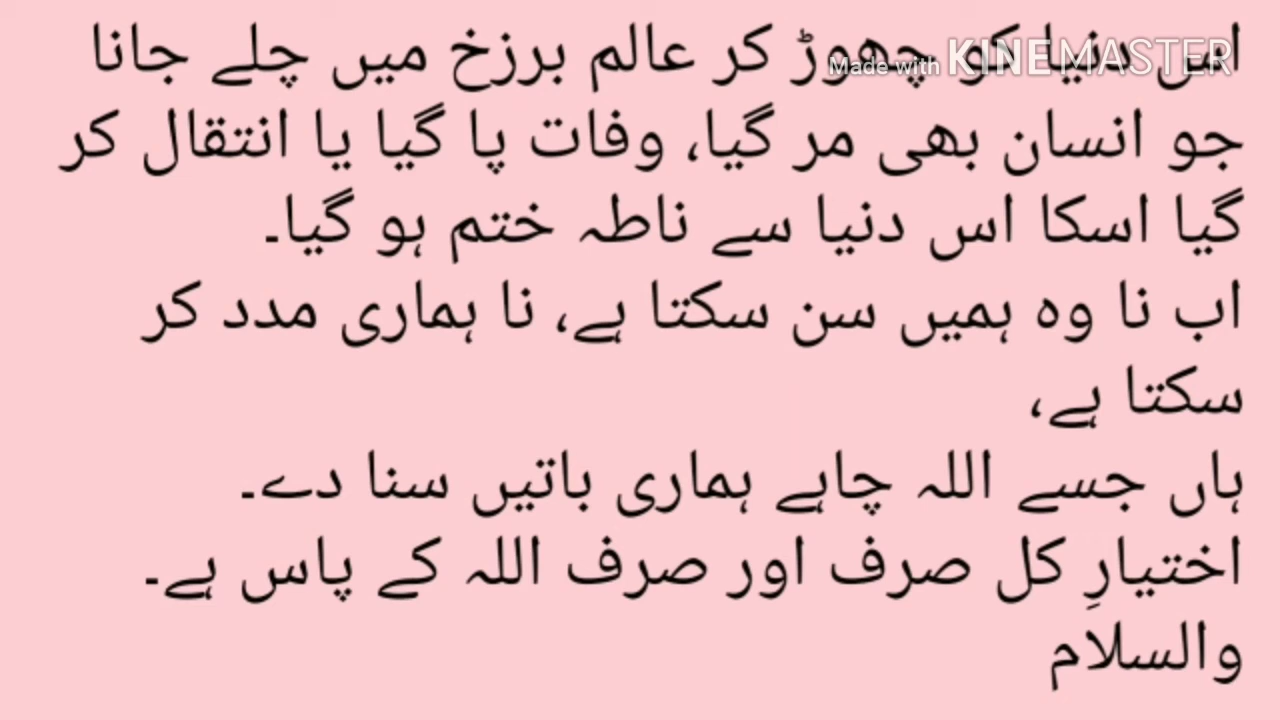 اس دنیا کو چھوڑ کر عالم برزخ میں چلے جانا
Made with KINEMASTER
جو انسان بھی مر گیا، وفات پا گیا یا انتقال کر
گیا اسکا اس دنیا سے ناطہ ختم ہو گیا۔
اب نا وہ ہمیں سن سکتا ہے، نا ہماری مدد کر
سکتا ہے،
ہاں جسے اللہ چاہے ہماری باتیں سنا دے۔
اختیارِ کل صرف اور صرف اللہ کے پاس ہے۔
والسلام